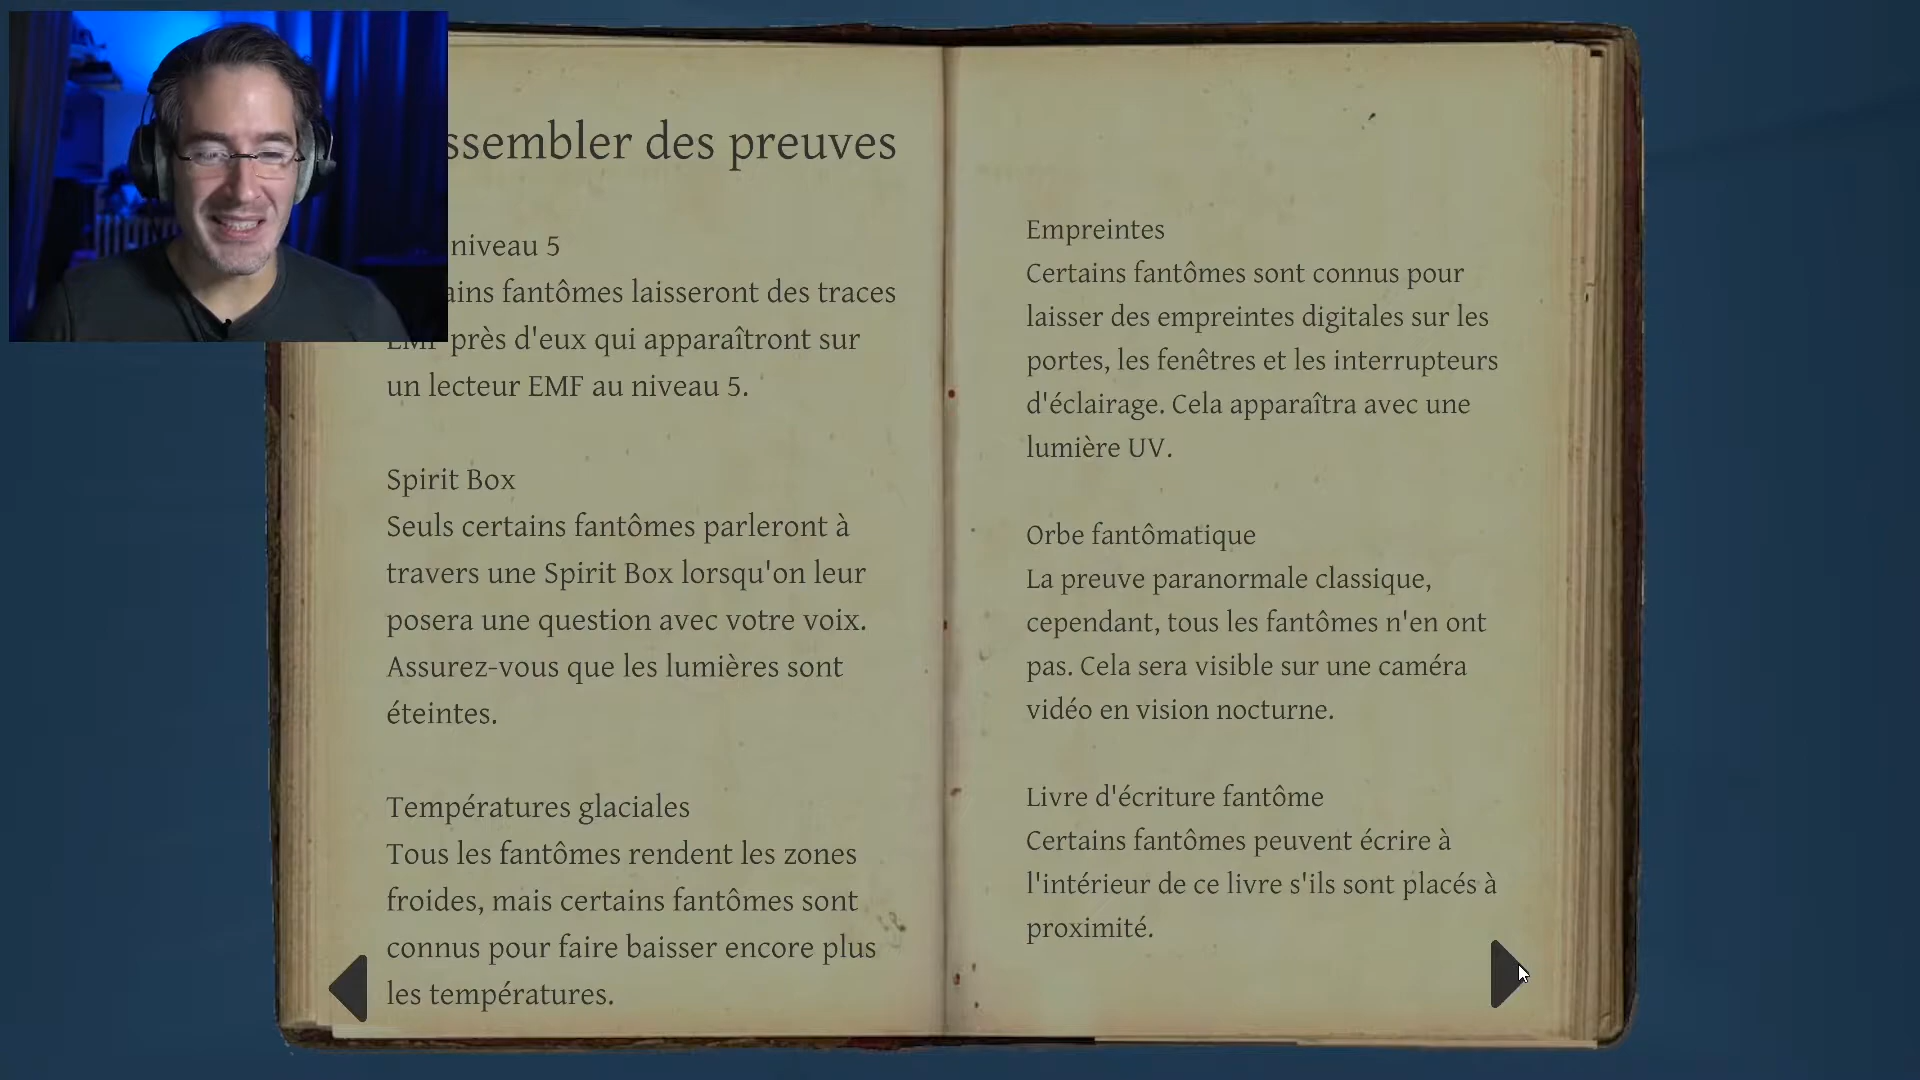 ssembler des preuves
niveau 5
ains fantômes laisseront des traces
EMF près d'eux qui apparaîtront sur
un lecteur EMF au niveau 5.
Spirit Box
Seuls certains fantômes parleront à
travers une Spirit Box lorsqu'on leur
posera une question avec votre voix.
Assurez-vous que les lumières sont
éteintes.
Températures glaciales
Tous les fantômes rendent les zones
froides, mais certains fantômes sont
connus pour faire baisser encore plus
les températures.
Empreintes
Certains fantômes sont connus pour
laisser des empreintes digitales sur les
portes, les fenêtres et les interrupteurs
d'éclairage. Cela apparaîtra avec une
lumière UV.
Orbe fantômatique
La preuve paranormale classique,
cependant, tous les fantômes n'en ont
pas. Cela sera visible sur une caméra
vidéo en vision nocturne.
Livre d'écriture fantôme
Certains fantômes peuvent écrire à
l'intérieur de ce livre s'ils sont placés à
proximité.